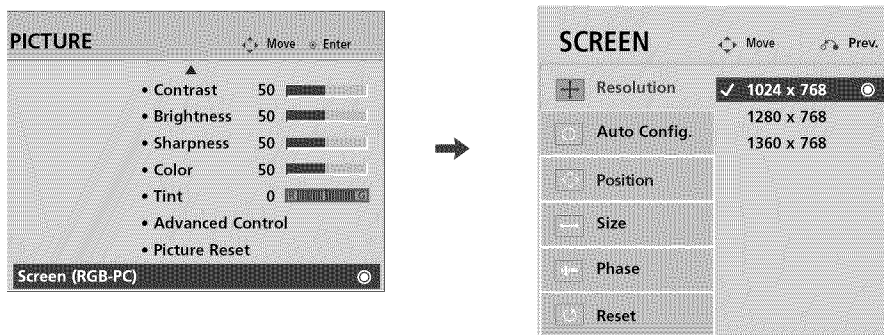 PICTURE
Move Enter
• Contrast 50
• Brightness 50
• Sharpness 50
• Color 50
• Tint 0 R G
• Advanced Control
• Picture Reset
Screen (RGB-PC)
SCREEN
Move Prev.
Resolution
Auto Config.
Position
Size
Phase
Reset
✓ 1024 x 768
1280 x 768
1360 x 768